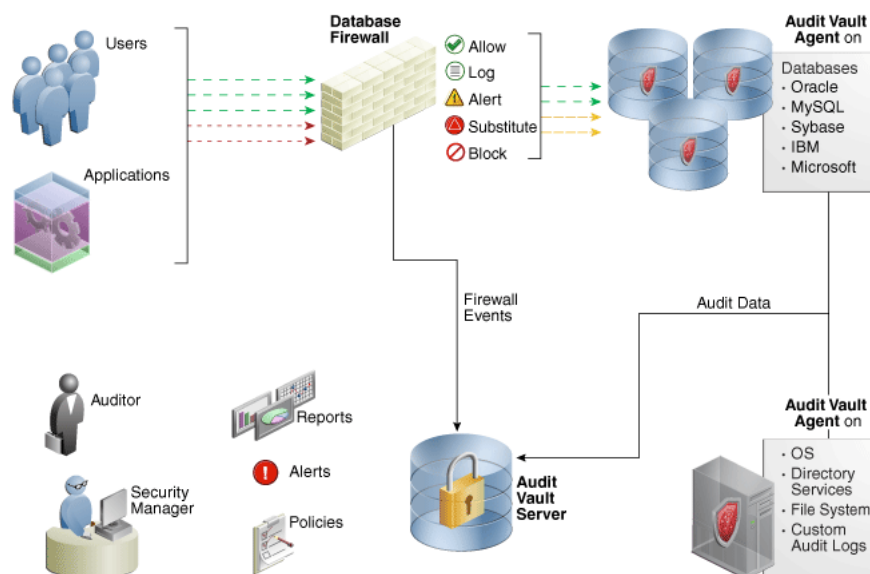 Users
Applications
Database
Firewall
Allow
Log
Alert
Substitute
Block
Audit Vault
Agent on
Databases
· Oracle
· MySQL
· Sybase
· IBM
· Microsoft
Firewall
Events
Audit Data
Auditor
Security
Manager
Reports
Alerts
Policies
Audit
Vault
Server
Audit Vault
Agent on
· OS
· Directory
Services
· File System
· Custom
Audit Logs